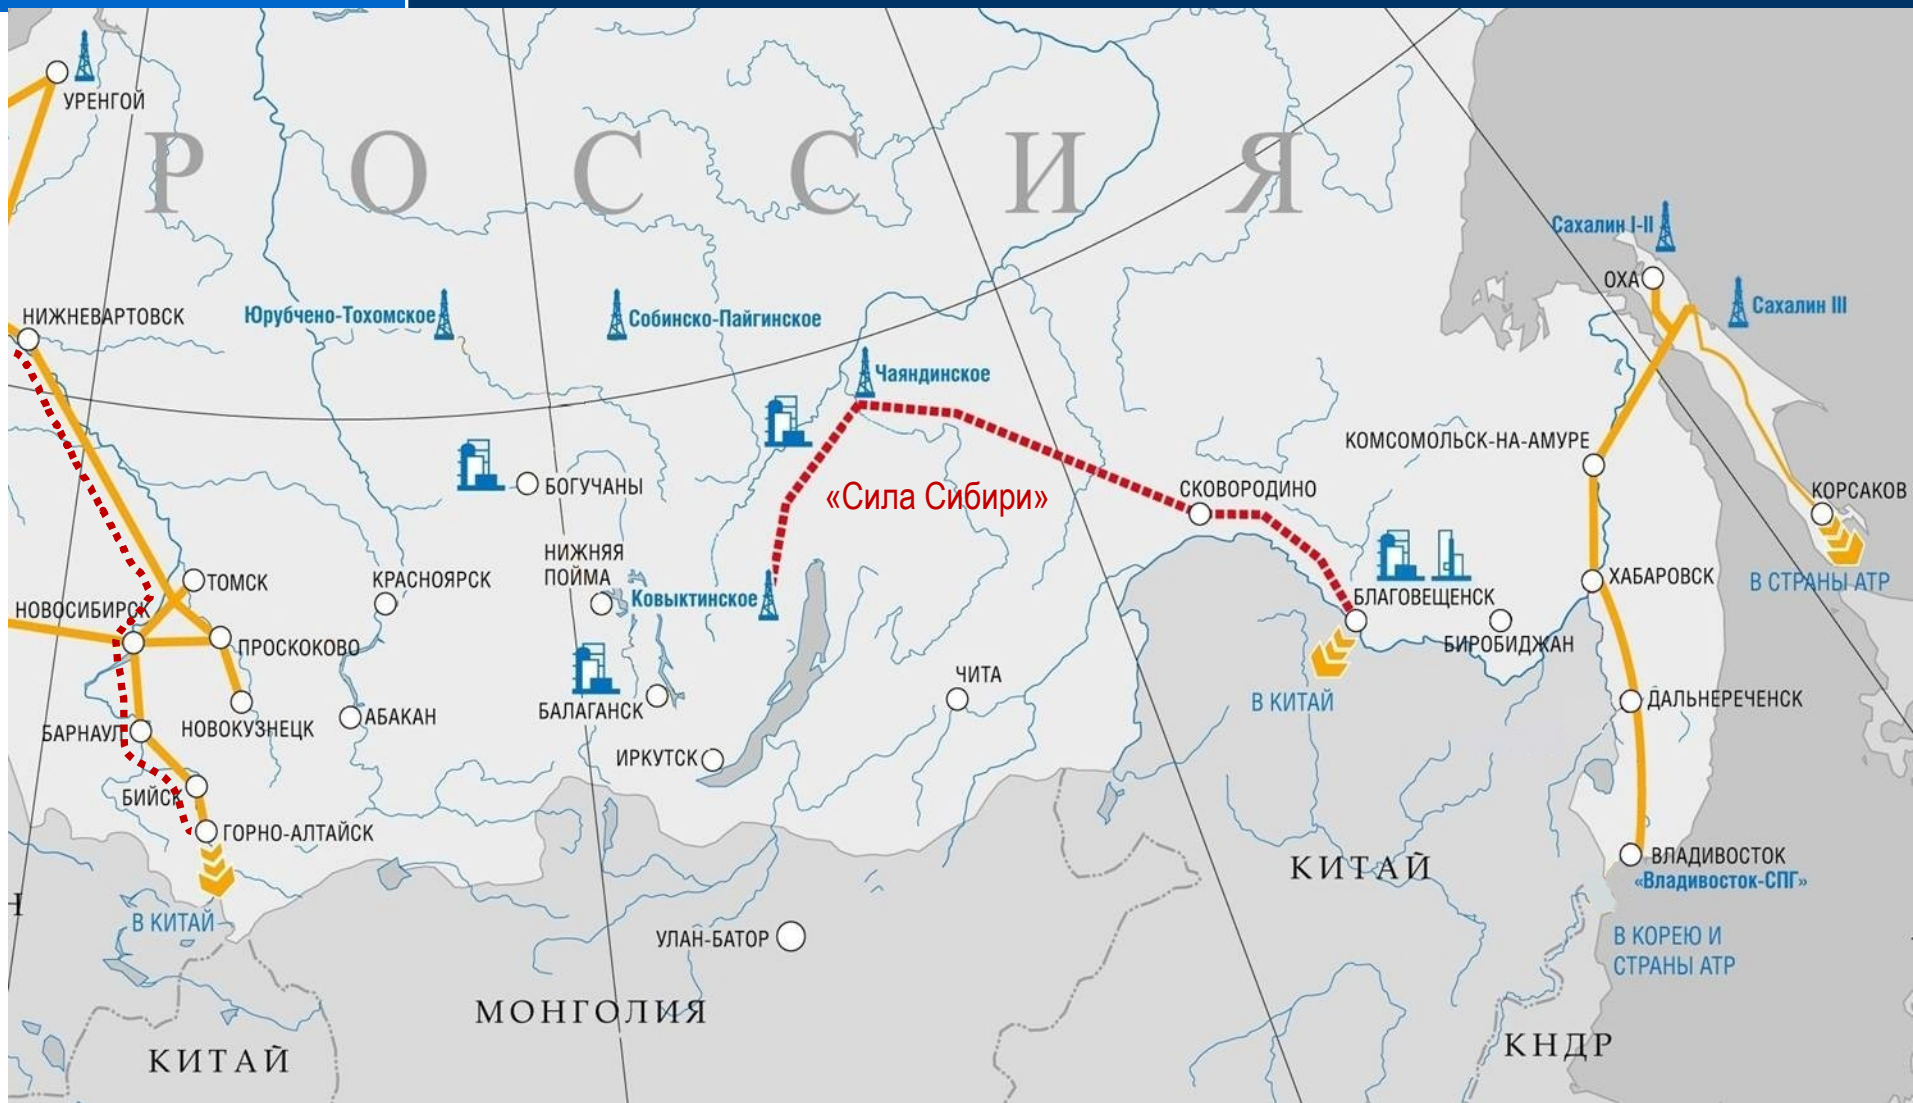 УРЕНГОЙ
РОССИЯ
Сахалин I-II
ОХА
Сахалин III
НИЖНЕВАРТОВСК
Юрубчено-Тохомское
Собинско-Пайгинское
Чаяндинское
КОМСОМОЛЬСК-НА-АМУРЕ
БОГУЧАНЫ
«Сила Сибири»
СКОВОРОДИНО
КОРСАКОВ
НИЖНЯЯ
ПОЙМА
ТОМСК
КРАСНОЯРСК
Ковыктинское
БЛАГОВЕЩЕНСК
ХАБАРОВСК
В СТРАНЫ АТР
НОВОСИБИРСК
ПРОСКОКОВО
БИРОБИДЖАН
ЧИТА
В КИТАЙ
ДАЛЬНЕРЕЧЕНСК
БАРНАУЛ
НОВОКУЗНЕЦК
АБАКАН
БАЛАГАНСК
ИРКУТСК
БИЙСК
ГОРНО-АЛТАЙСК
КИТАЙ
ВЛАДИВОСТОК
«Владивосток-СПГ»
Н
В КИТАЙ
УЛАН-БАТОР
В КОРЕЮ И
СТРАНЫ АТР
МОНГОЛИЯ
КИТАЙ
КНДР